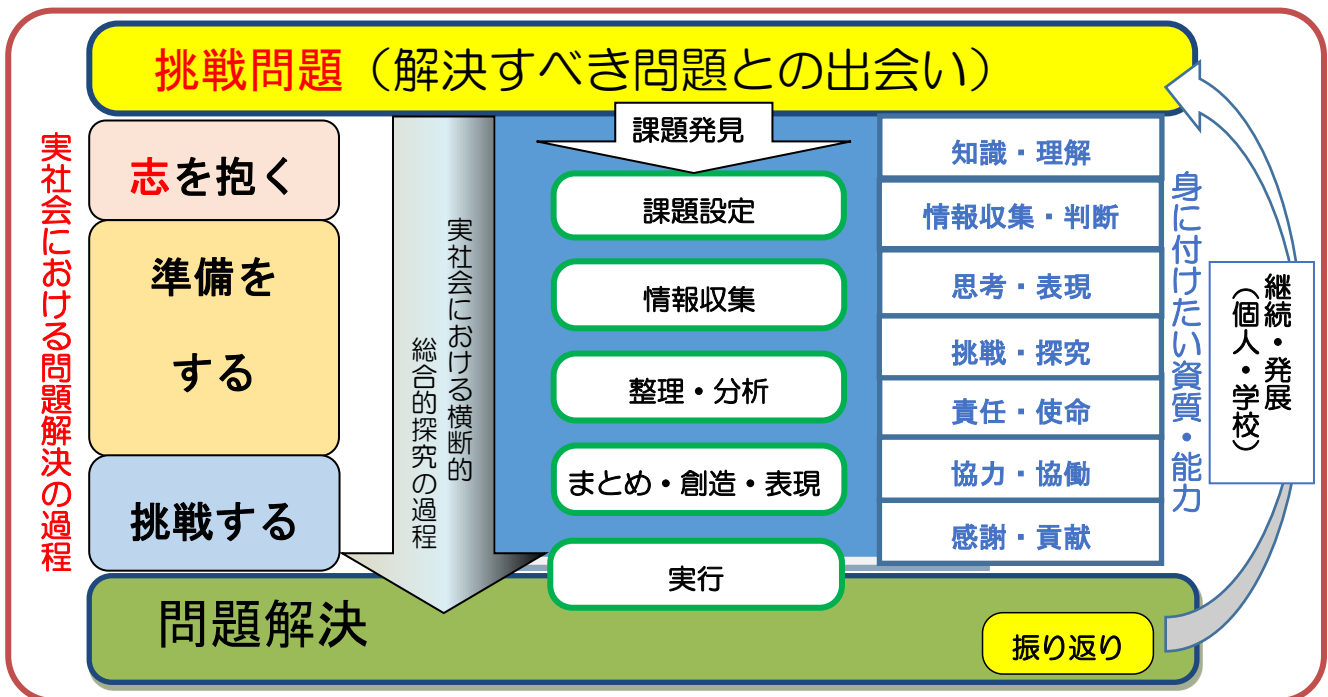 挑戦問題（解決すべき問題との出会い）
実社会における問題解決の過程
志を抱く
準備を
する
挑戦する
実社会における横断的
総合的探究の過程
課題発見
課題設定
情報収集
整理・分析
まとめ・創造・表現
実行
知識・理解
情報収集・判断
思考・表現
挑戦・探究
責任・使命
協力・協働
感謝・貢献
身に付けたい資質・能力
継続・発展
（個人・学校）
問題解決
振り返り